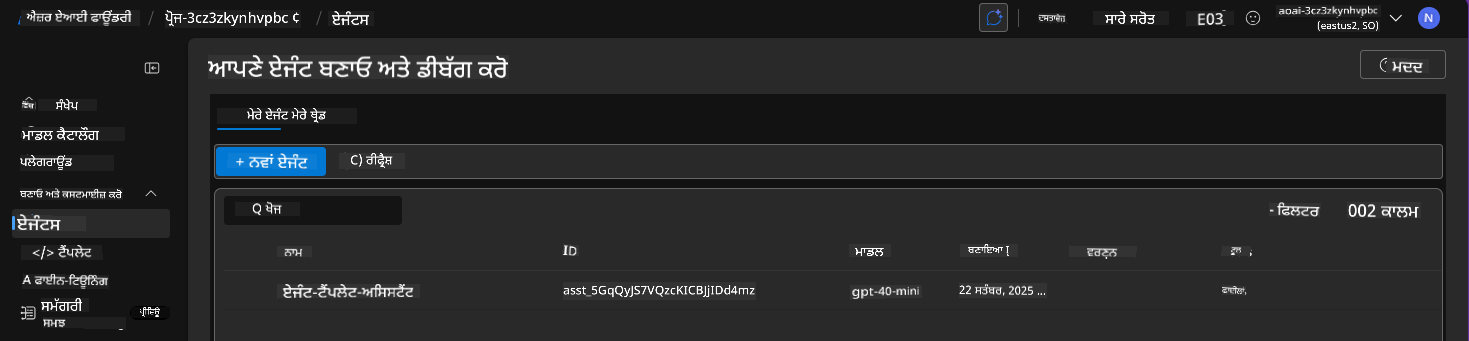 ਐਜ਼ਰ ਏਆਈ ਫਾਊਂਡਰੀ / ਪ੍ਰੋਜ-3cz3zkynhvpbc ¢ / ਏਜੰਟਸ
ਦਸਤਾਵੇਜ਼ ਸਾਰੇ ਸਰੋਤ E03 aoai-3cz3zkynhvpbc N
(eastus2, SO)
ਆਪਣੇ ਏਜੰਟ ਬਣਾਓ ਅਤੇ ਡੀਬੱਗ ਕਰੋ
ਮਦਦ
ਸੰਖੇਪ
ਮਾਡਲ ਕੈਟਾਲੌਗ
ਪਲੇਗਰਾਊਂਡ
ਬਣਾਓ ਅਤੇ ਕਸਟਮਾਈਜ਼ ਕਰੋ
ਏਜੰਟਸ
</> ਟੈਂਪਲੇਟ
A ਫਾਈਨ-ਟਿਊਨਿੰਗ
ਸਮੱਗਰੀ
ਸਮਝ
ਪ੍ਰੀਵਿਊ
ਮੇਰੇ ਏਜੰਟ ਮੇਰੇ ਥ੍ਰੈਡ
+ ਨਵਾਂ ਏਜੰਟ C) ਰੀਫ੍ਰੈਸ਼
Q ਖੋਜ - ਫਿਲਟਰ 002 ਕਾਲਮ
ਨਾਮ ID ਮਾਡਲ ਬਣਾਇਆ ਵਰਣਨ ਟੂਲ
ਏਜੰਟ-ਟੈਂਪਲੇਟ-ਅਸਿਸਟੈਂਟ asst_5GqQyJS7VQzcKICBJjIDd4mz gpt-40-mini 22 ਸਤੰਬਰ, 2025 ...